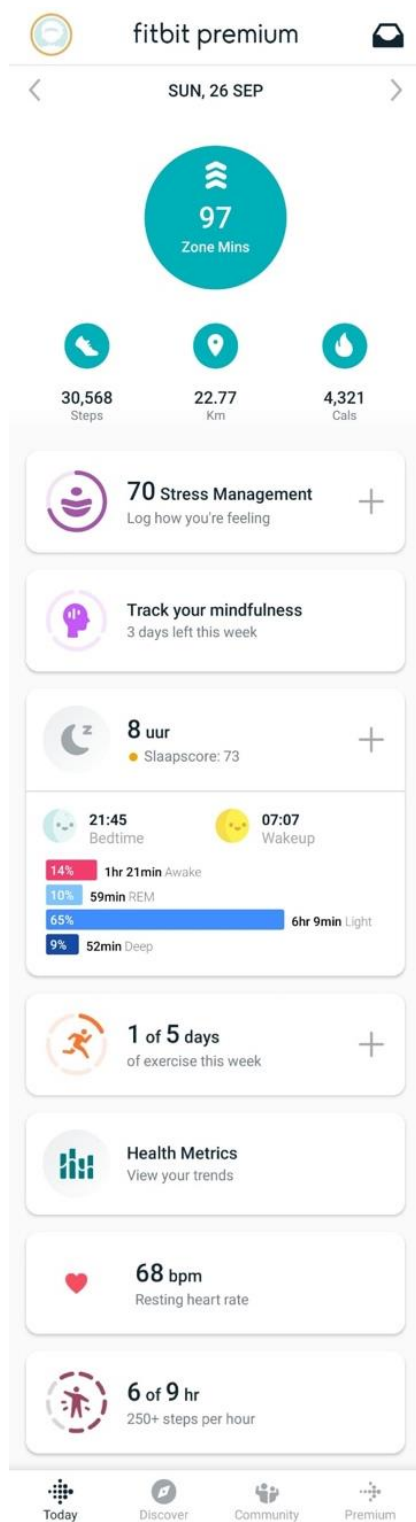 fitbit premium
SUN, 26 SEP
97
Zone Mins
30,568 22.77 4,321
Steps Km Cals
70 Stress Management
Log how you're feeling
Track your mindfulness
3 days left this week
8 uur
Slaapscore: 73
21:45 07:07
Bedtime Wakeup
14% 1hr 21min Awake
10% 59min REM
65% 6hr 9min Light
9% 52min Deep
1 of 5 days
of exercise this week
Health Metrics
View your trends
68 bpm
Resting heart rate
6 of 9 hr
250+ steps per hour
Today Discover Community Premium